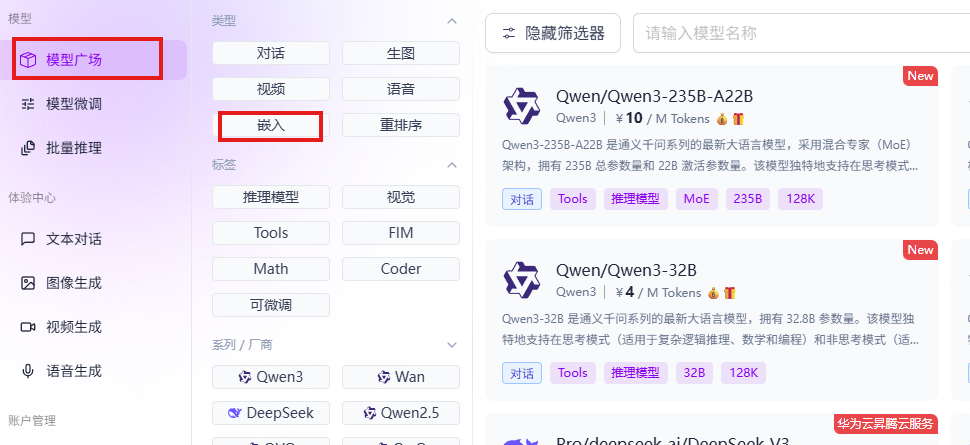 模型
模型广场
模型微调
批量推理
体验中心
文本对话
图像生成
视频生成
语音生成
账户管理
类型
对话
生图
视频
语音
嵌入
重排序
标签
推理模型
视觉
Tools
FIM
Math
Coder
可微调
系列 / 厂商
Qwen3
Wan
DeepSeek
Qwen2.5
隐藏筛选器
请输入模型名称
New
Qwen/Qwen3-235B-A22B
Qwen3 | ¥ 10 / M Tokens
Qwen3-235B-A22B 是通义千问系列的最新大语言模型，采用混合专家（MoE）
架构，拥有 235B 总参数量和 22B 激活参数量。该模型独特地支持在思考模式...
对话 Tools 推理模型 MoE 235B 128K
New
Qwen/Qwen3-32B
Qwen3 | ¥ 4 / M Tokens
Qwen3-32B 是通义千问系列的最新大语言模型，拥有 32.8B 参数量。该模型独
特地支持在思考模式（适用于复杂逻辑推理、数学和编程）和非思考模式（适...
对话 Tools 推理模型 32B 128K
华为云昇腾云服务
Pro/deepseek-ai/DeepSeek-V3